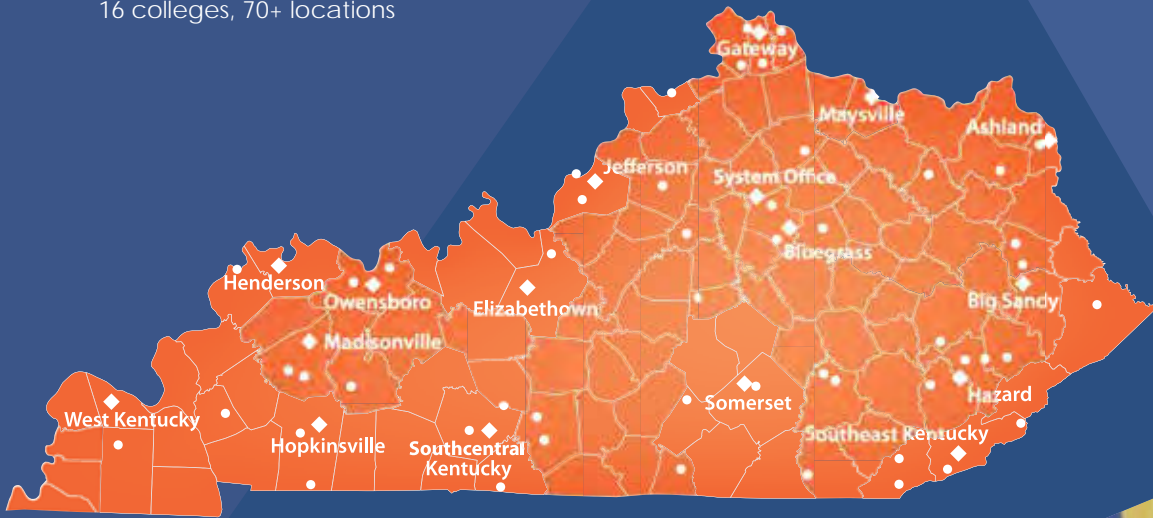 16 colleges, 70+ locations
Gateway
Maysville
Ashland
Jefferson
System Office
Bluegrass
Henderson
Owensboro
Elizabethown
Big Sandy
Madisonville
West Kentucky
Hopkinsville
Southcentral
Kentucky
Somerset
Hazard
Southeast Kentucky